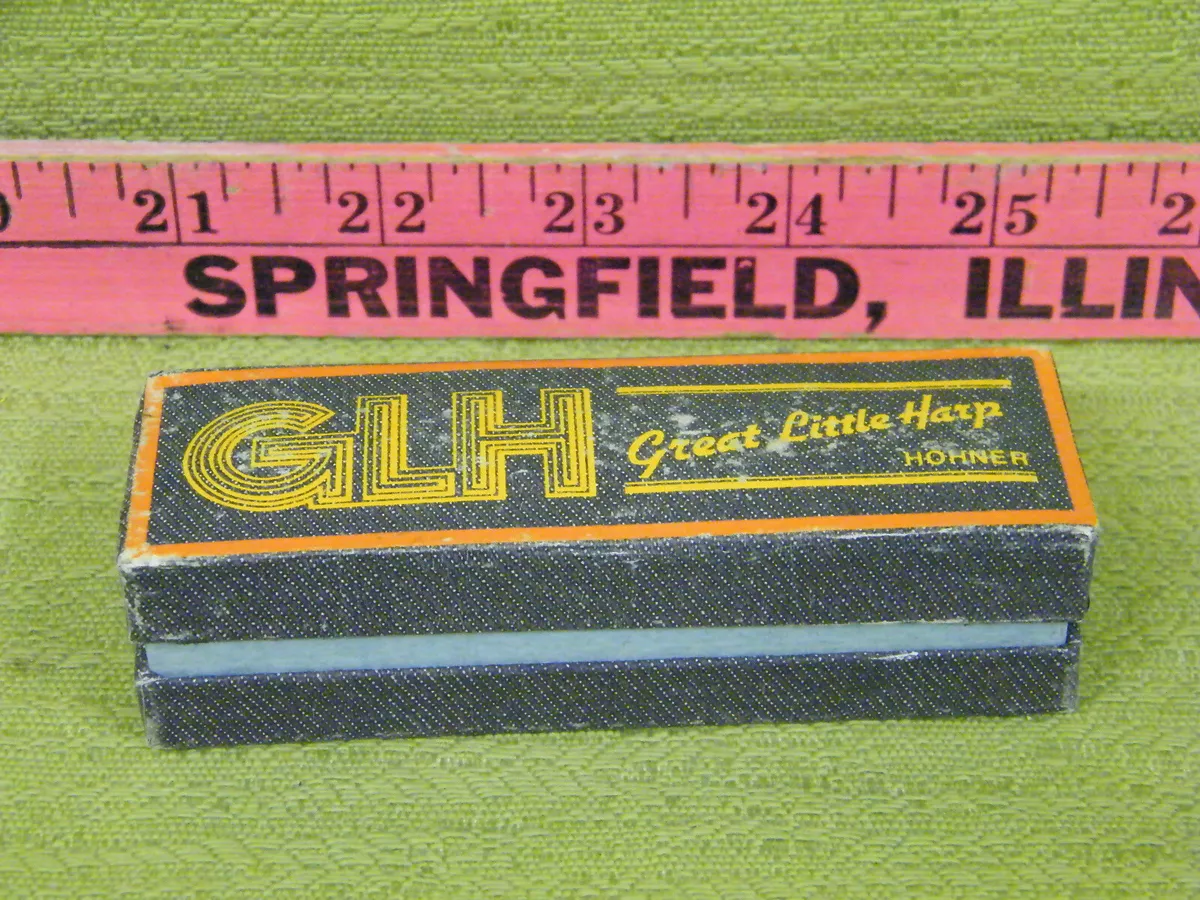 21 22 23 24 25
SPRINGFIELD, ILLIN
GLH
Great Little Harp
HOHNER